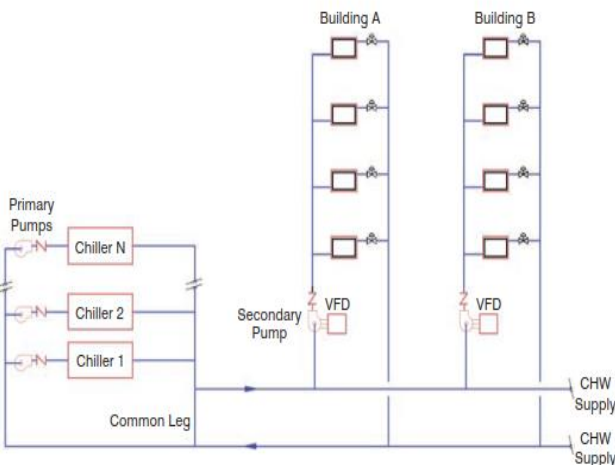 Building A
Building B
Primary
Pumps
Chiller N
Chiller 2
Chiller 1
Secondary
Pump
VFD
VFD
Common Leg
CHW
Supply
CHW
Supply